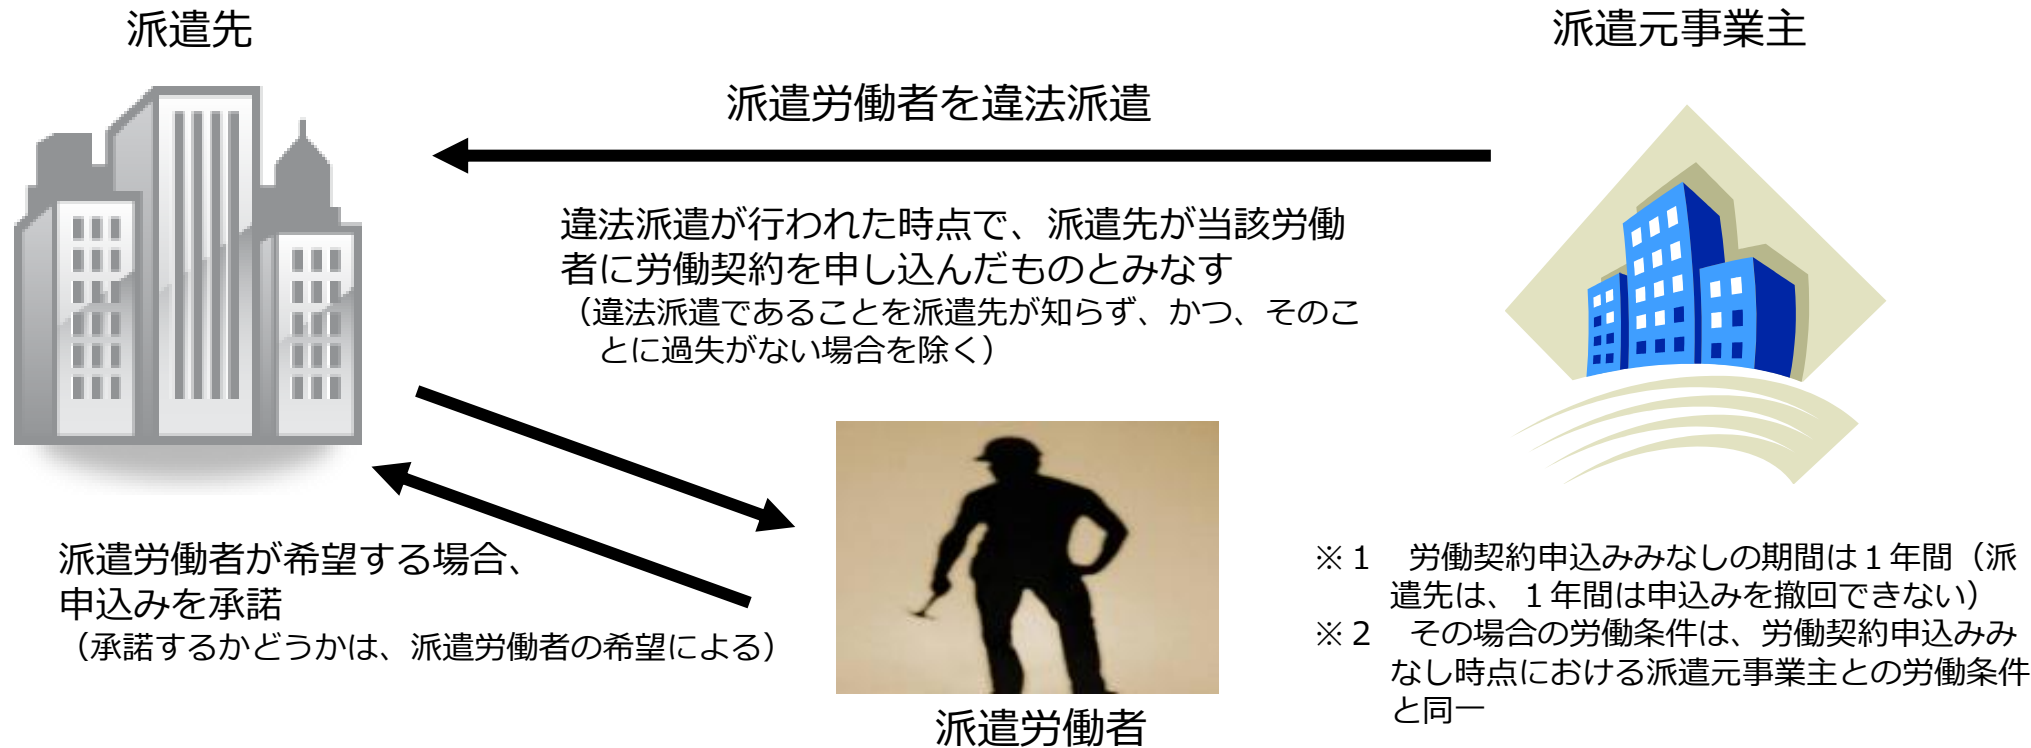 派遣先
派遣元事業主
派遣労働者を違法派遣
違法派遣が行われた時点で、派遣先が当該労働
者に労働契約を申し込んだものとみなす
（違法派遣であることを派遣先が知らず、かつ、そのこ
とに過失がない場合を除く）
派遣労働者が希望する場合、
申込みを承諾
（承諾するかどうかは、派遣労働者の希望による）
派遣労働者
※１　労働契約申込みみなしの期間は１年間（派
遣先は、１年間は申込みを撤回できない）
※２　その場合の労働条件は、労働契約申込みみ
なし時点における派遣元事業主との労働条件
と同一